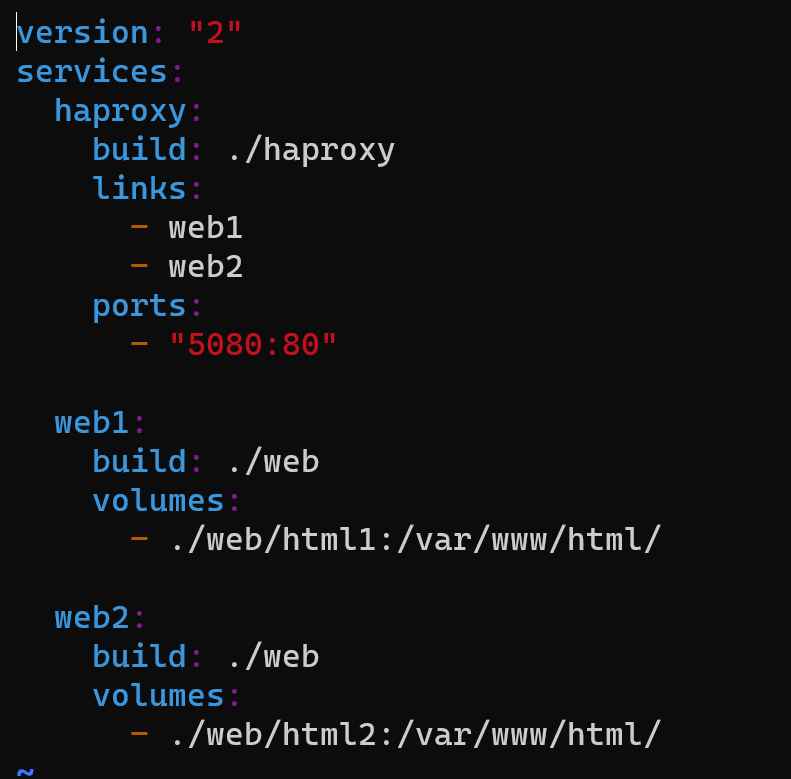 version: "2"
services:
  haproxy:
    build: ./haproxy
    links:
      - web1
      - web2
    ports:
      - "5080:80"

  web1:
    build: ./web
    volumes:
      - ./web/html1:/var/www/html/

  web2:
    build: ./web
    volumes:
      - ./web/html2:/var/www/html/
~